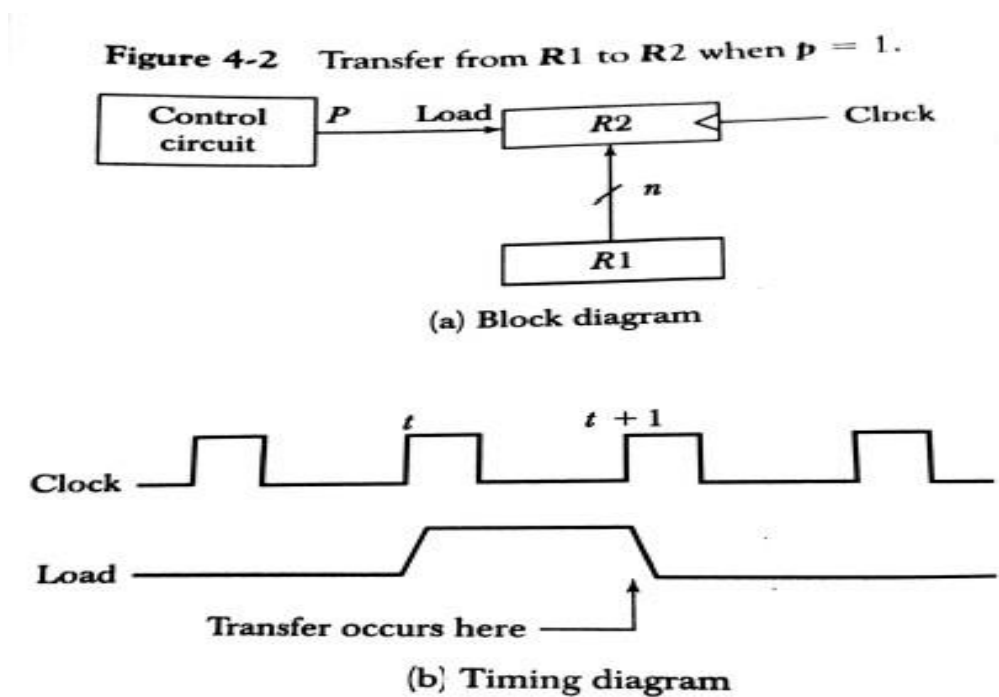 Figure 4-2 Transfer from R1 to R2 when p = 1.
Control
circuit
P
Load
R2
Clock
n
R1
(a) Block diagram
t
t + 1
Clock
Load
Transfer occurs here
(b) Timing diagram